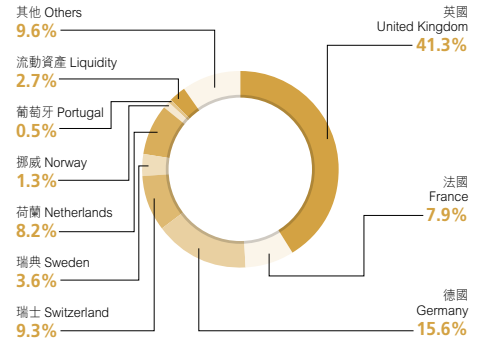 其他 Others
9.6%
流動資產 Liquidity
2.7%
葡萄牙 Portugal
0.5%
挪威 Norway
1.3%
荷蘭 Netherlands
8.2%
瑞典 Sweden
3.6%
瑞士 Switzerland
9.3%
英國
United Kingdom
41.3%
法國
France
7.9%
德國
Germany
15.6%